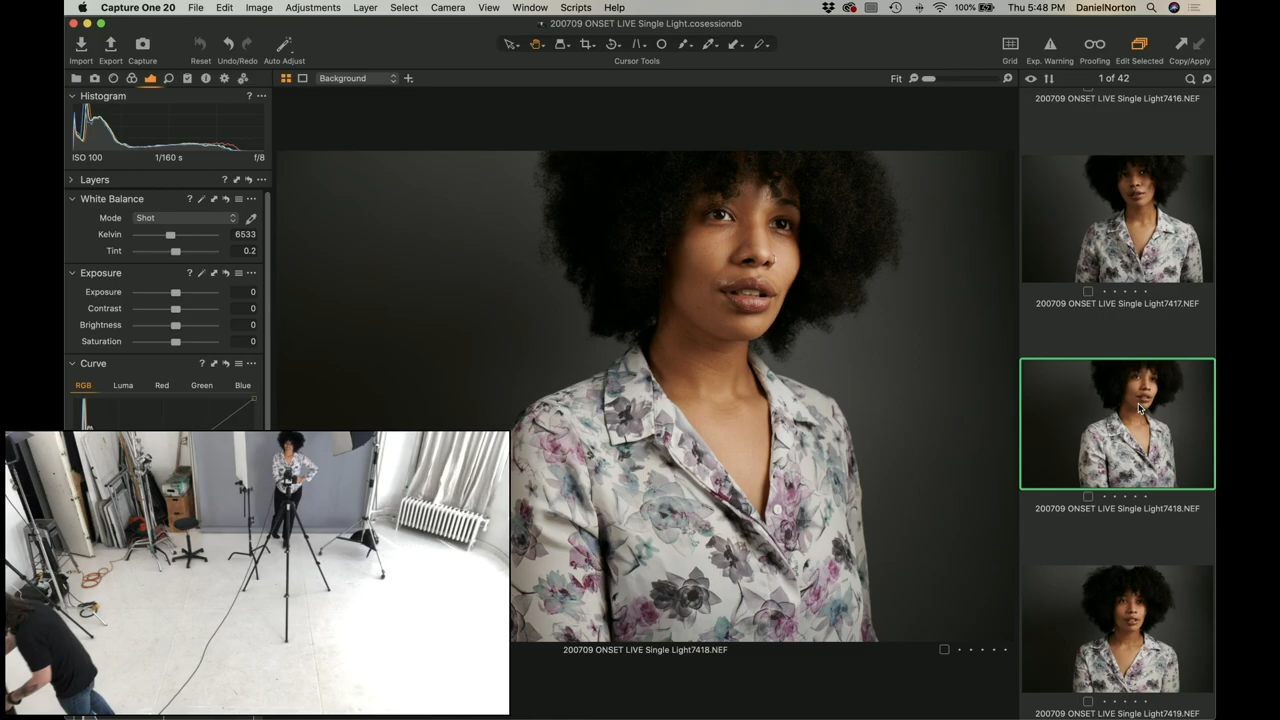 Capture One 20 File Edit View Image Adjustments Layer Select Camera View Window Scripts Help 100% Thu 5:48 PM DanielNorton
200709 ONSET LIVE Single Light.cosessiondb
Import Export Capture Reset Undo/Redo Auto Adjust Cursor Tools Grid Exp. Warning Proofing Edit Selected Copy/Apply
Background Fit 1 of 42
Histogram
ISO 100 1/160 s f/8
Layers
White Balance
Mode Shot
Kelvin 6533
Tint 0.2
Exposure
Exposure 0
Contrast 0
Brightness 0
Saturation 0
Curve
RGB Luma Red Green Blue
200709 ONSET LIVE Single Light7418.NEF
200709 ONSET LIVE Single Light7416.NEF
200709 ONSET LIVE Single Light7417.NEF
200709 ONSET LIVE Single Light7418.NEF
200709 ONSET LIVE Single Light7419.NEF